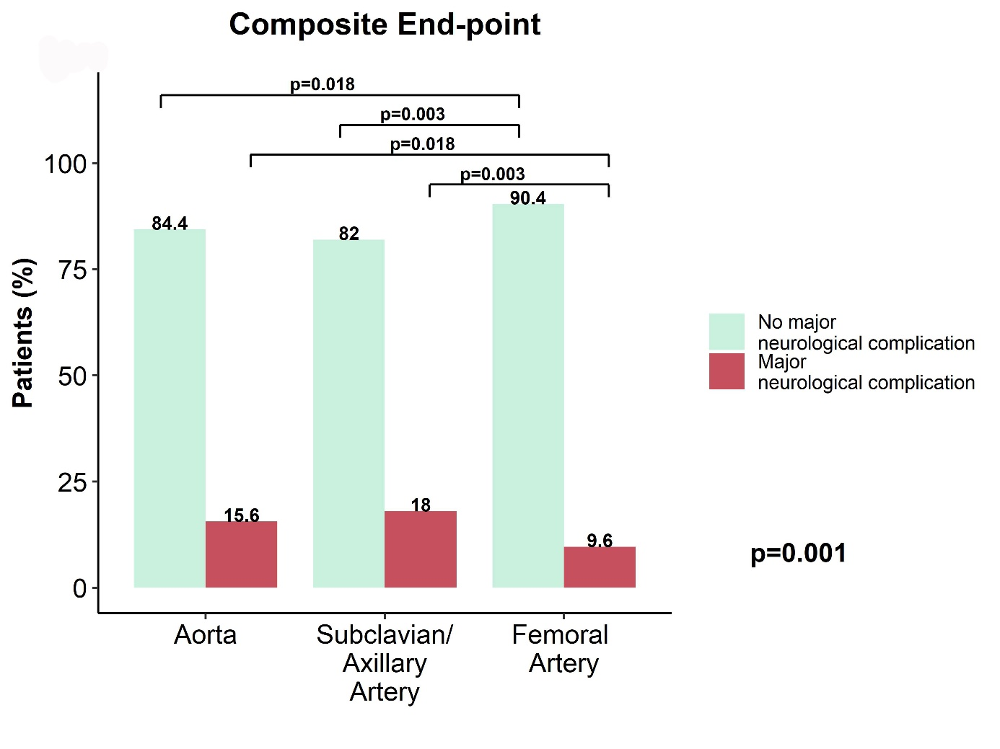 Composite End-point
p=0.018
p=0.003
p=0.018
p=0.003
90.4
84.4
82
15.6
18
9.6
100
75
50
25
0
Patients (%)
Aorta
Subclavian/
Axillary
Artery
Femoral
Artery
No major
neurological complication
Major
neurological complication
p=0.001